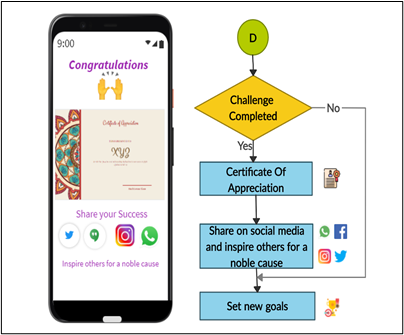 9:00
Congratulations
Certificate of Appreciation
XYZ
Share your Success
Inspire others for a noble cause
D
Challenge
Completed
No
Yes
Certificate Of
Appreciation
Share on social media
and inspire others for a
noble cause
Set new goals